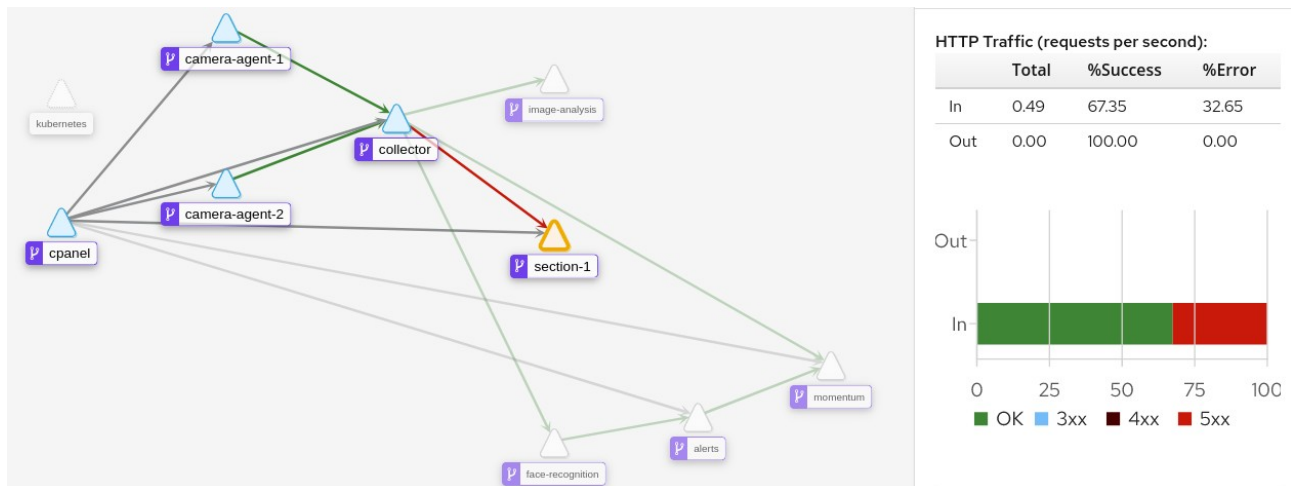 camera-agent-1
kubernetes
image-analysis
collector
camera-agent-2
cpanel
section-1
momentum
alerts
face-recognition
HTTP Traffic (requests per second):
Total %Success %Error
In 0.49 67.35 32.65
Out 0.00 100.00 0.00
Out
In
0 25 50 75 100
OK 3xx 4xx 5xx